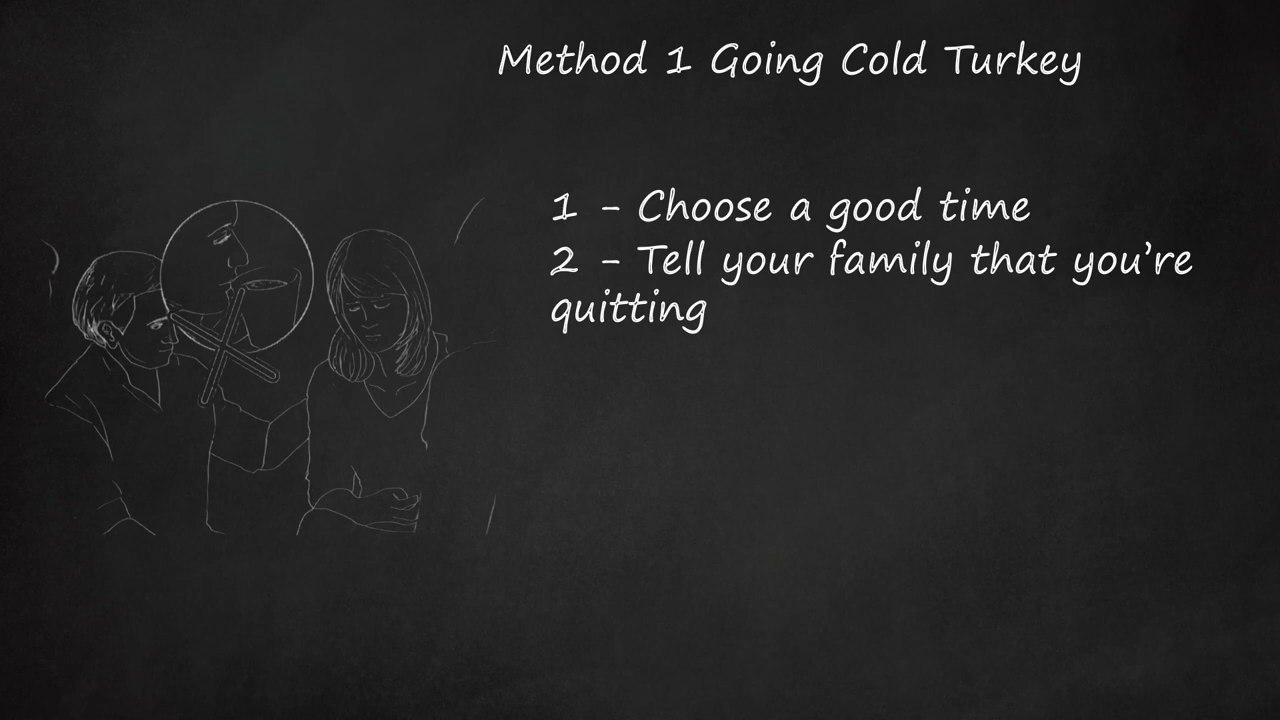 Method 1 Going Cold Turkey
1 - Choose a good time
2 - Tell your family that you're
quitting